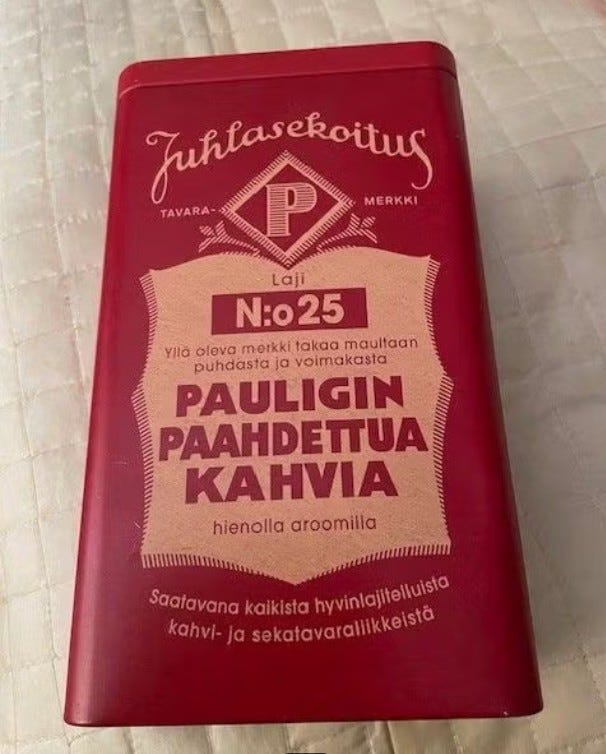 Juhlasekoitus
TAVARA- P MERKKI
Laji
N:o 25
Yllä oleva merkki takaa maultaan
puhdasta ja voimakasta
PAULIGIN
PAAHDETTUA
KAHVIA
hienolla aroomilla
Saatavana kaikista hyvinlajitelluista
kahvi- ja sekatavaraliikkeistä